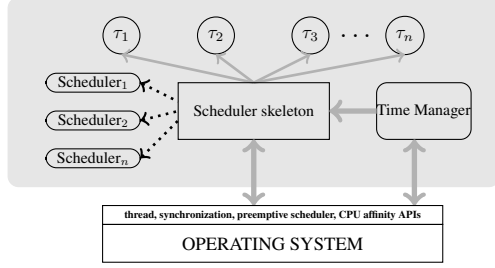 τ1 τ2 τ3 · · · τn
Scheduler1
Scheduler2
Schedulern
Scheduler skeleton
Time Manager
thread, synchronization, preemptive scheduler, CPU affinity APIs
OPERATING SYSTEM